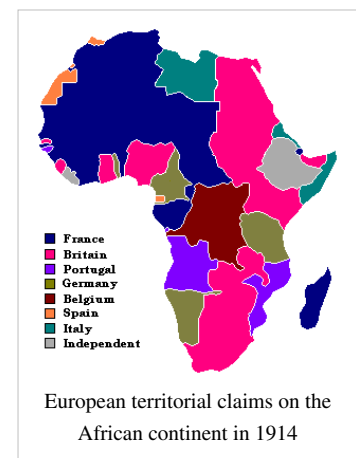 France
Britain
Portugal
Germany
Belgium
Spain
Italy
Independent
European territorial claims on the
African continent in 1914